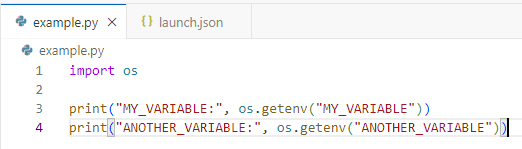 example.py
launch.json
example.py
1 import os
2
3 print("MY_VARIABLE:", os.getenv("MY_VARIABLE"))
4 print("ANOTHER_VARIABLE:", os.getenv("ANOTHER_VARIABLE"))